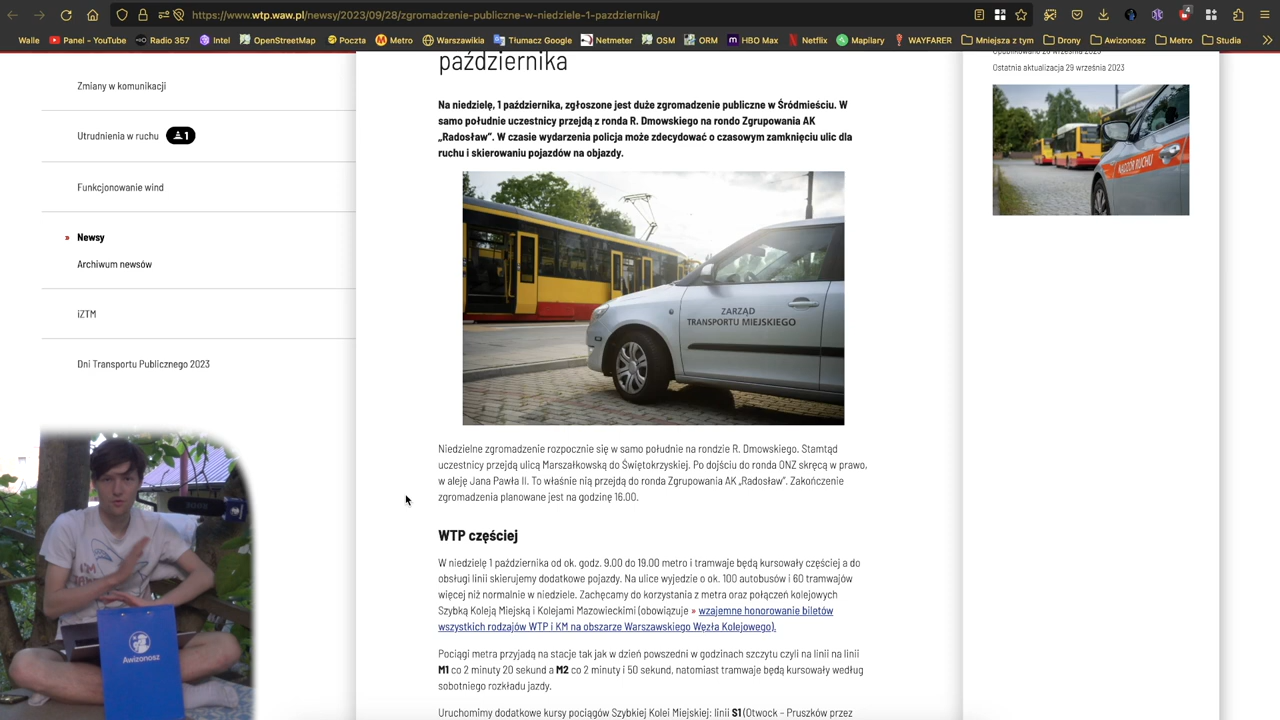 https://www.wtp.waw.pl/newsy/2023/09/28/zgromadzenie-publiczne-w-niedziele-1-pazdziernika/
4
Walle Panel - YouTube Radio 357 Intel OpenStreetMap Poczta Metro Warszawikia Tłumacz Google Netmeter OSM ORM HBO Max Netflix Mapilary WAYFARER Mniejsza z tym Drony Awizonosz Metro Studia
Zmiany w komunikacji
Utrudnienia w ruchu 1
Funkcjonowanie wind
» Newsy
Archiwum newsów
iZTM
Dni Transportu Publicznego 2023
Awizonosz
października
Na niedzielę, 1 października, zgłoszone jest duże zgromadzenie publiczne w Śródmieściu. W
samo południe uczestnicy przejdą z ronda R. Dmowskiego na rondo Zgrupowania AK
„Radosław”. W czasie wydarzenia policja może zdecydować o czasowym zamknięciu ulic dla
ruchu i skierowaniu pojazdów na objazdy.
ZARZĄD
TRANSPORTU MIEJSKIEGO
Niedzielne zgromadzenie rozpocznie się w samo południe na rondzie R. Dmowskiego. Stamtąd
uczestnicy przejdą ulicą Marszałkowską do Świętokrzyskiej. Po dojściu do ronda ONZ skręcą w prawo,
w aleję Jana Pawła II. To właśnie nią przejdą do ronda Zgrupowania AK „Radosław”. Zakończenie
zgromadzenia planowane jest na godzinę 16.00.
WTP częściej
W niedzielę 1 października od ok. godz. 9.00 do 19.00 metro i tramwaje będą kursowały częściej a do
obsługi linii skierujemy dodatkowe pojazdy. Na ulice wyjedzie o ok. 100 autobusów i 60 tramwajów
więcej niż normalnie w niedziele. Zachęcamy do korzystania z metra oraz połączeń kolejowych
Szybką Koleją Miejską i Kolejami Mazowieckimi (obowiązuje » wzajemne honorowanie biletów
wszystkich rodzajów WTP i KM na obszarze Warszawskiego Węzła Kolejowego).
Pociągi metra przyjadą na stacje tak jak w dzień powszedni w godzinach szczytu czyli na linii na linii
M1 co 2 minuty 20 sekund a M2 co 2 minuty i 50 sekund, natomiast tramwaje będą kursowały według
sobotniego rozkładu jazdy.
Uruchomimy dodatkowe kursy pociągów Szybkiej Kolei Miejskiej: linii S1 (Otwock – Pruszków przez
Ostatnia aktualizacja 29 września 2023
NADZÓR RUCHU